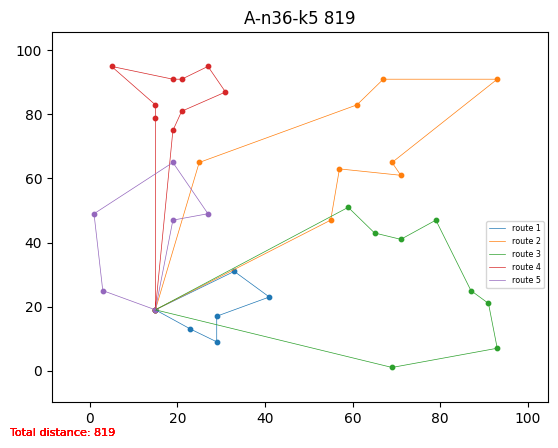 A-n36-k5 819
100
80
60
40
20
0
route 1
route 2
route 3
route 4
route 5
0 20 40 60 80 100
Total distance: 819